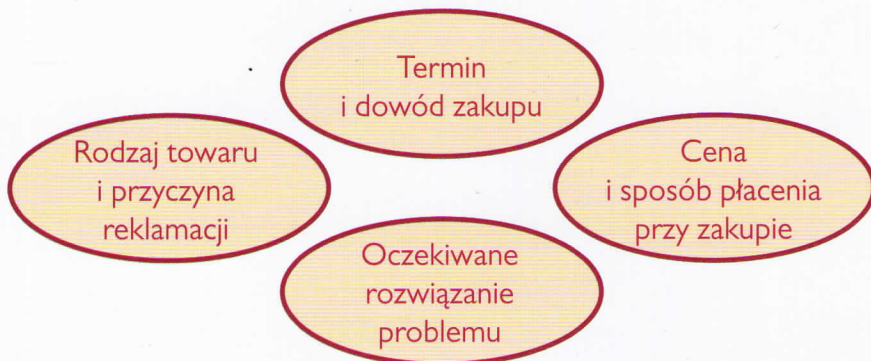 Termin
i dowód zakupu
Rodzaj towaru
i przyczyna
reklamacji
Cena
i sposób płacenia
przy zakupie
Oczekiwane
rozwiązanie
problemu